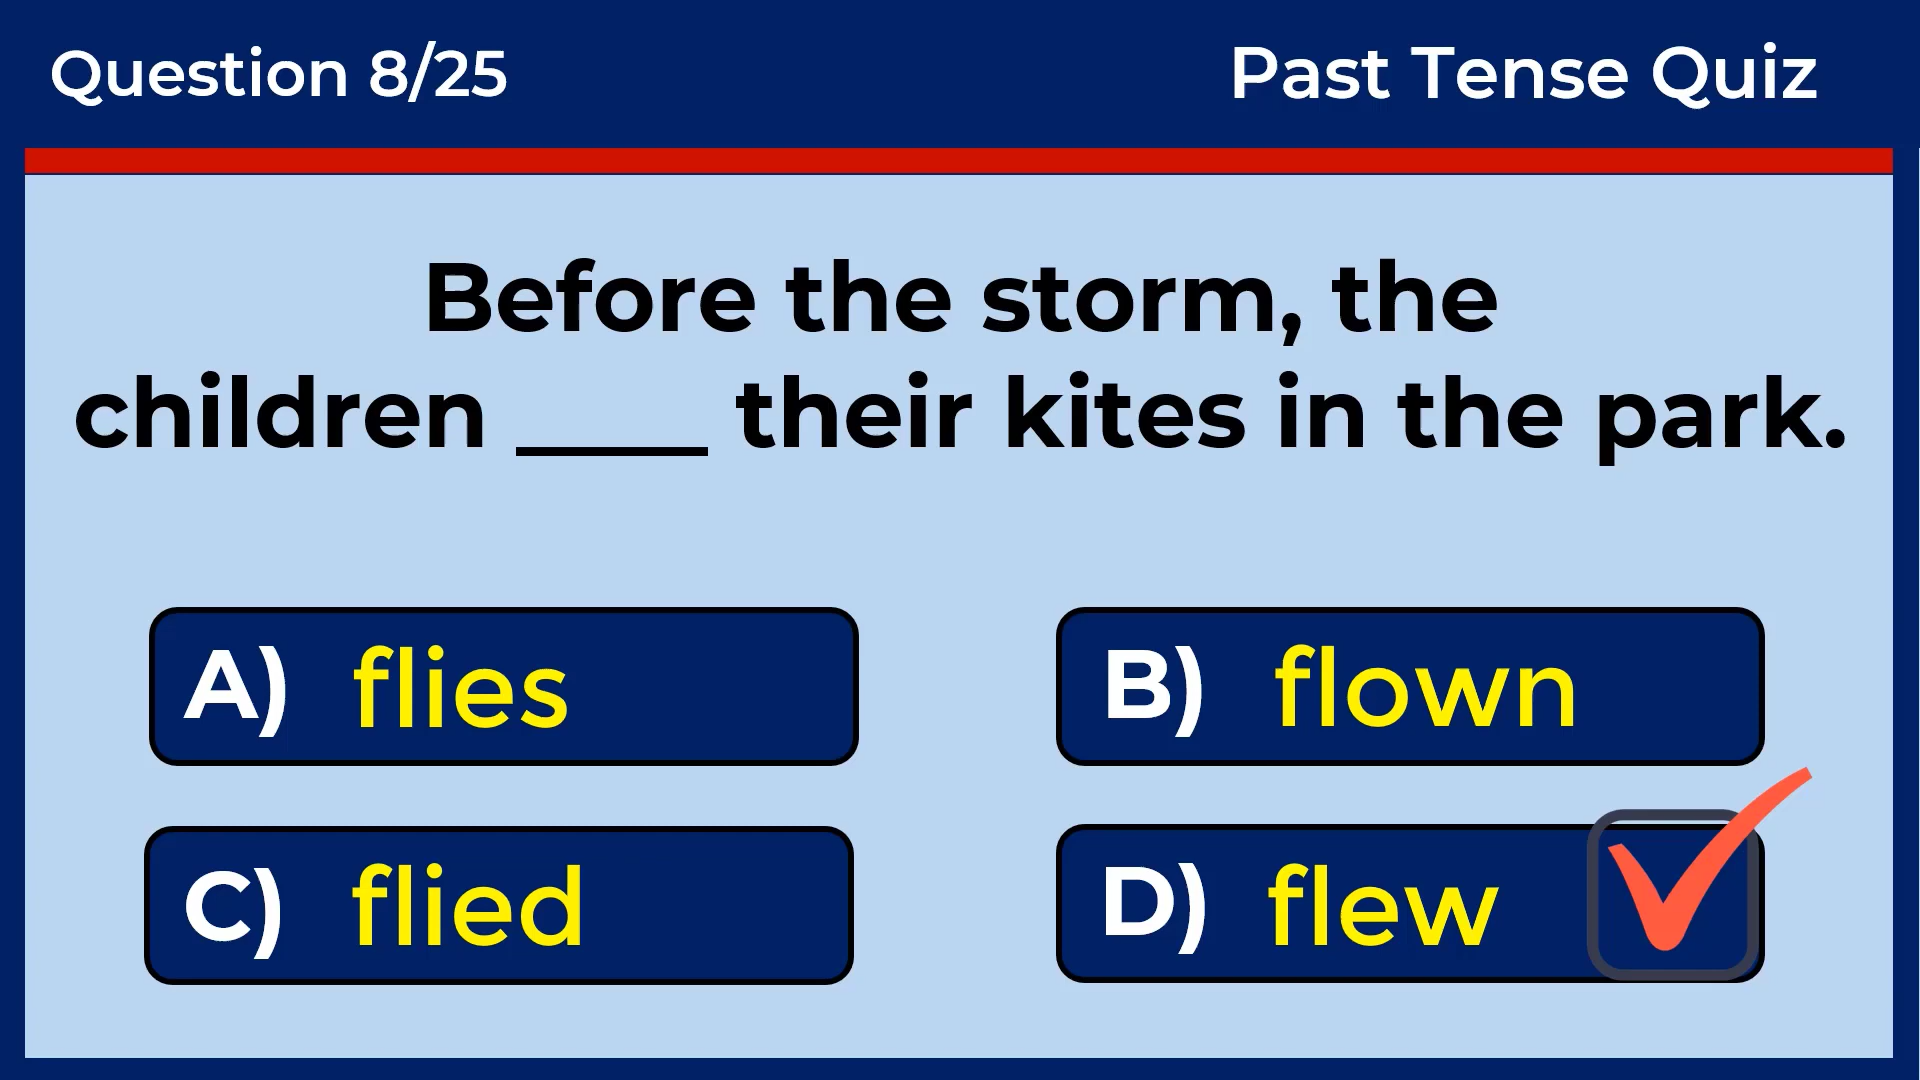 Question 8/25
Past Tense Quiz
Before the storm, the
children ____ their kites in the park.
A) flies
B) flown
C) flied
D) flew